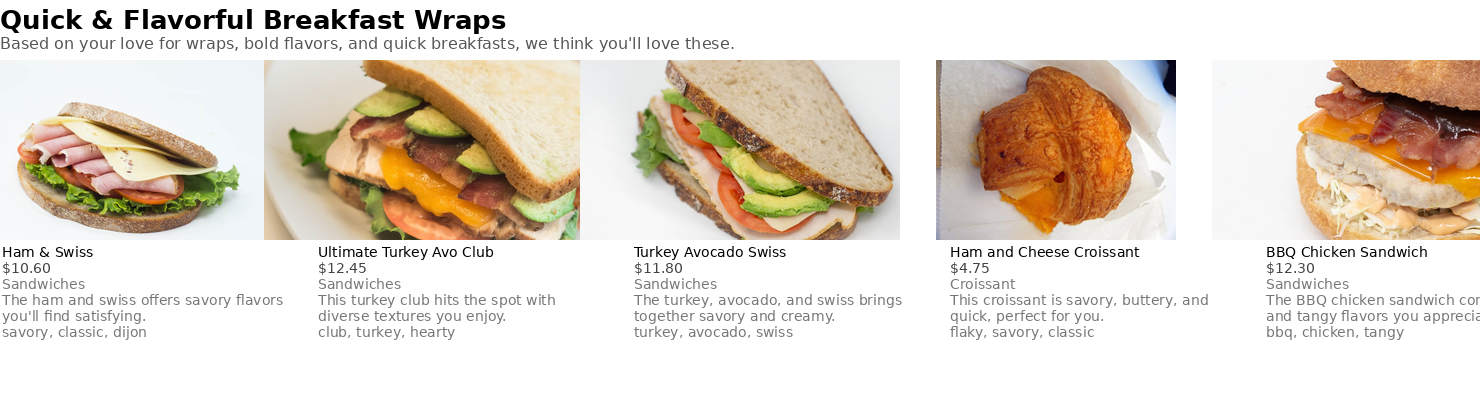 Quick & Flavorful Breakfast Wraps
Based on your love for wraps, bold flavors, and quick breakfasts, we think you'll love these.
Ham & Swiss
$10.60
Sandwiches
The ham and swiss offers savory flavors
you'll find satisfying.
savory, classic, dijon
Ultimate Turkey Avo Club
$12.45
Sandwiches
This turkey club hits the spot with
diverse textures you enjoy.
club, turkey, hearty
Turkey Avocado Swiss
$11.80
Sandwiches
The turkey, avocado, and swiss brings
together savory and creamy.
turkey, avocado, swiss
Ham and Cheese Croissant
$4.75
Croissant
This croissant is savory, buttery, and
quick, perfect for you.
flaky, savory, classic
BBQ Chicken Sandwich
$12.30
Sandwiches
The BBQ chicken sandwich
and tangy flavors you
bbq, chicken, tangy